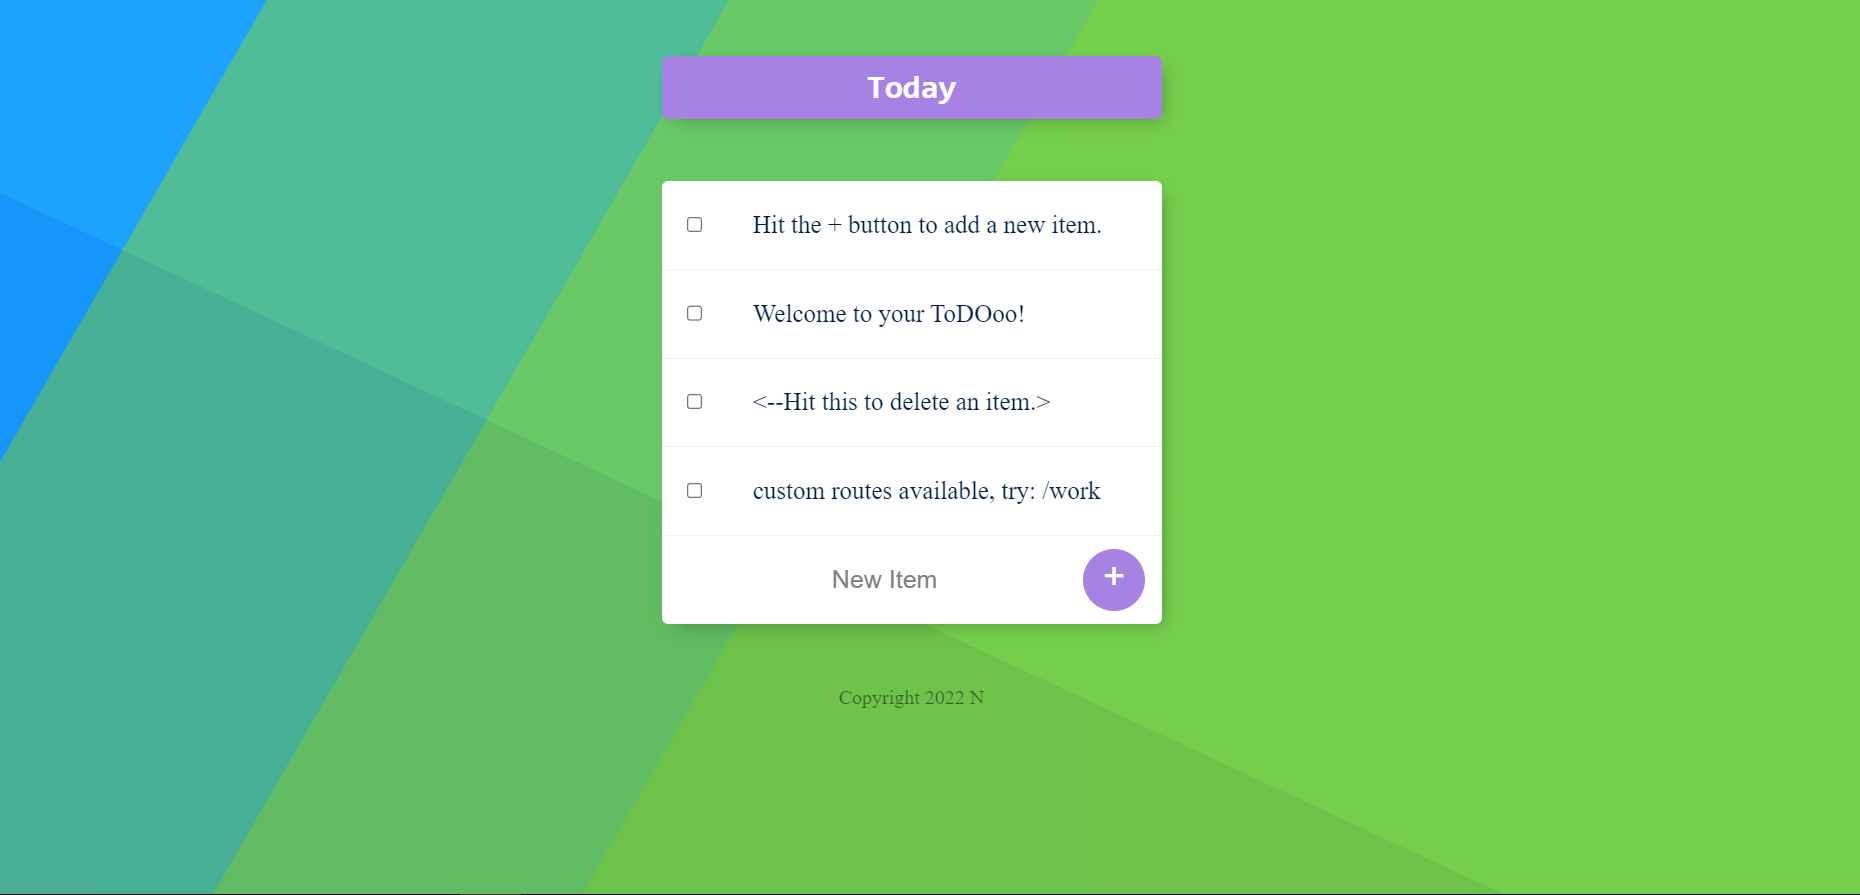 Today
Hit the + button to add a new item.
Welcome to your ToDOoo!
<--Hit this to delete an item.>
custom routes available, try: /work
New Item
+
Copyright 2022 N